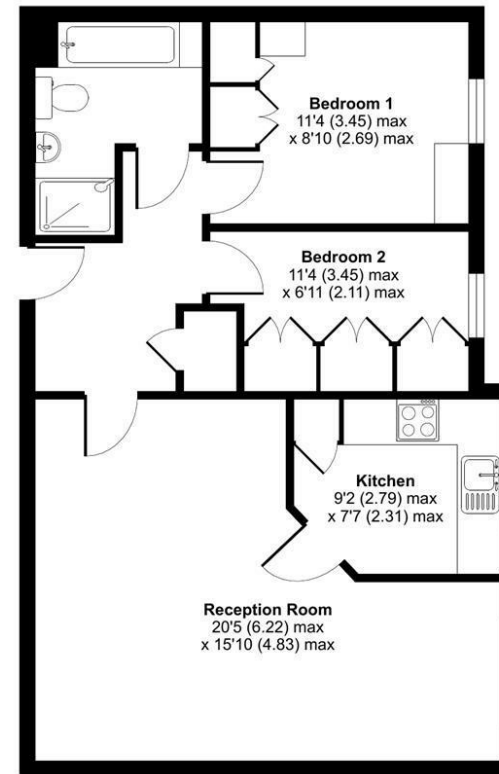 Bedroom 1
11'4 (3.45) max
x 8'10 (2.69) max
Bedroom 2
11'4 (3.45) max
x 6'11 (2.11) max
Kitchen
9'2 (2.79) max
x 7'7 (2.31) max
Reception Room
20'5 (6.22) max
x 15'10 (4.83) max